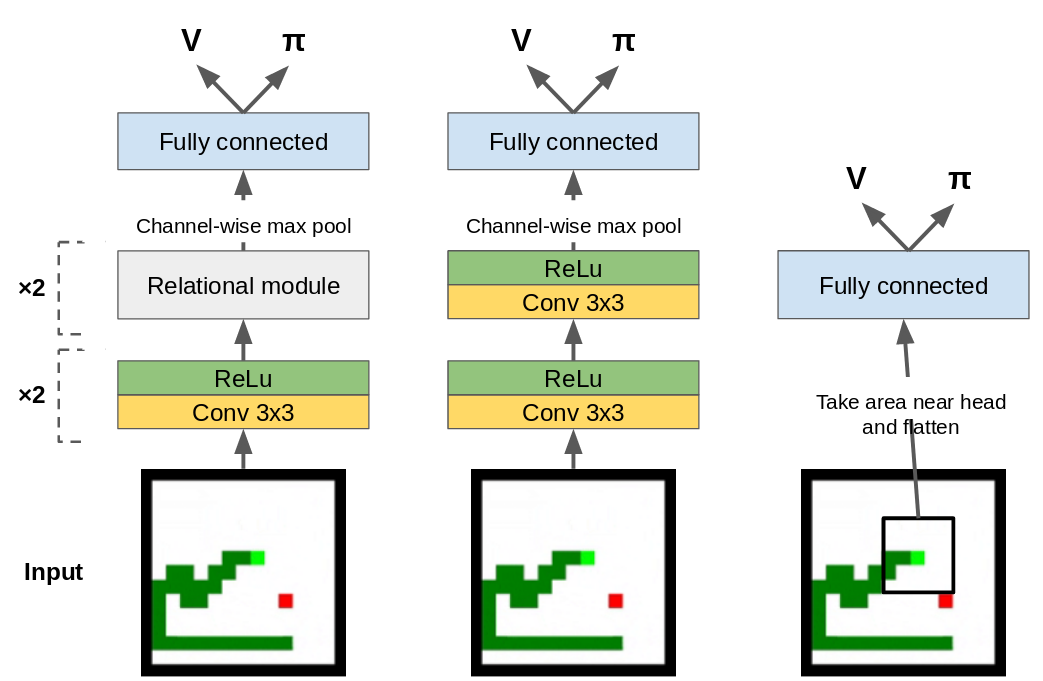 V π
Fully connected
Channel-wise max pool
×2
Relational module
×2
ReLu
Conv 3x3
Input
V π
Fully connected
Channel-wise max pool
ReLu
Conv 3x3
ReLu
Conv 3x3
V π
Fully connected
Take area near head
and flatten